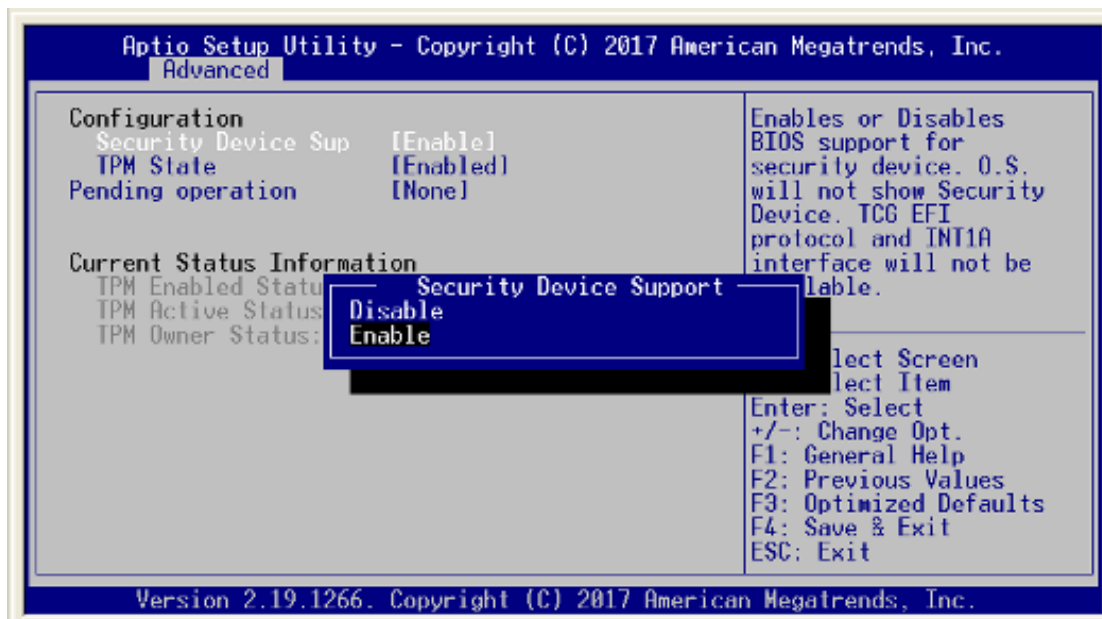 Aptio Setup Utility - Copyright (C) 2017 American Megatrends, Inc.
Advanced
Configuration
Security Device Sup [Enable]
TPM State [Enabled]
Pending operation [None]
Current Status Information
TPM Enabled Statu
TPM Active Status
TPM Owner Status:
Security Device Support
Disable
Enable
Enables or Disables
BIOS support for
security device. O.S.
will not show Security
Device. TCG EFI
protocol and INT1A
interface will not be
lable.
lect Screen
lect Item
Enter: Select
+/-: Change Opt.
F1: General Help
F2: Previous Values
F3: Optimized Defaults
F4: Save & Exit
ESC: Exit
Version 2.19.1266. Copyright (C) 2017 American Megatrends, Inc.